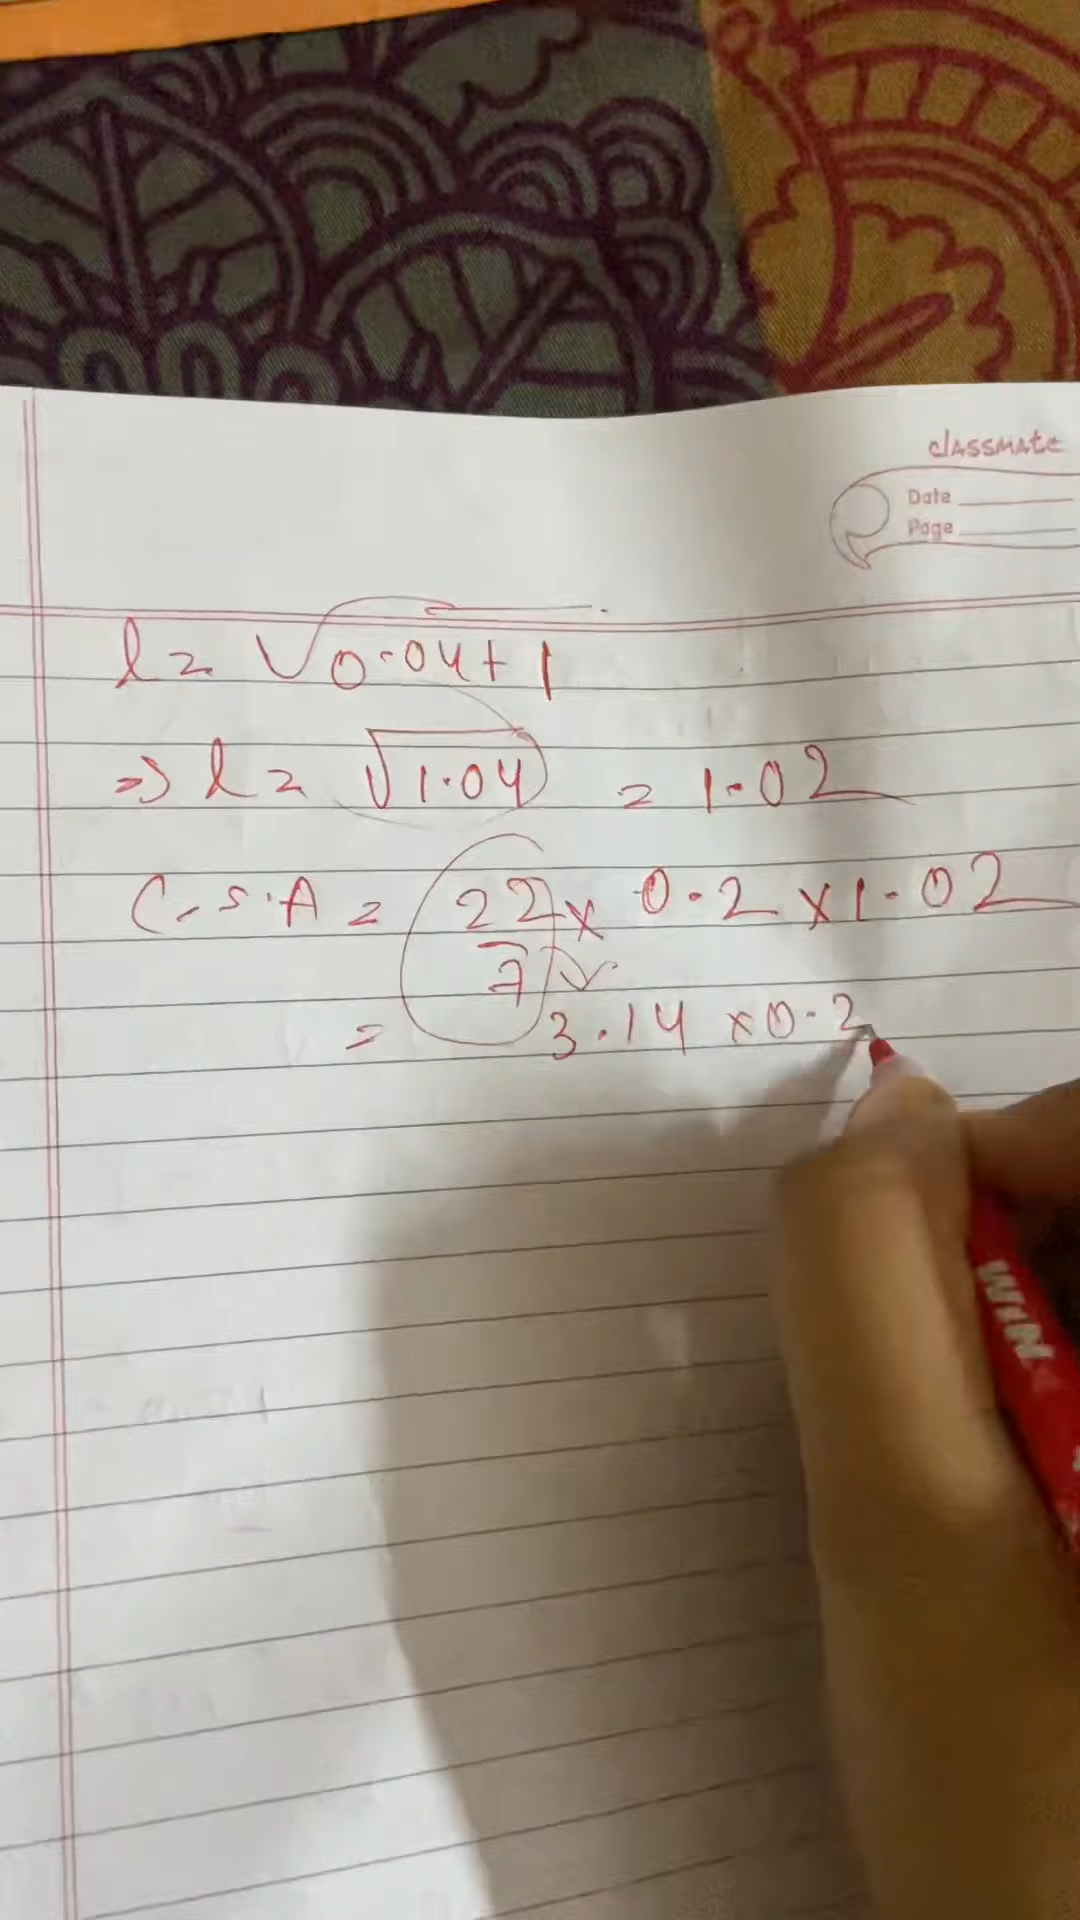 classmate
Date
Page
l = √0.04+1
⇒ l = √1.04 = 1.02
C.S.A = 22/7 × 0.2 × 1.02
= 3.14 × 0.2
WIN